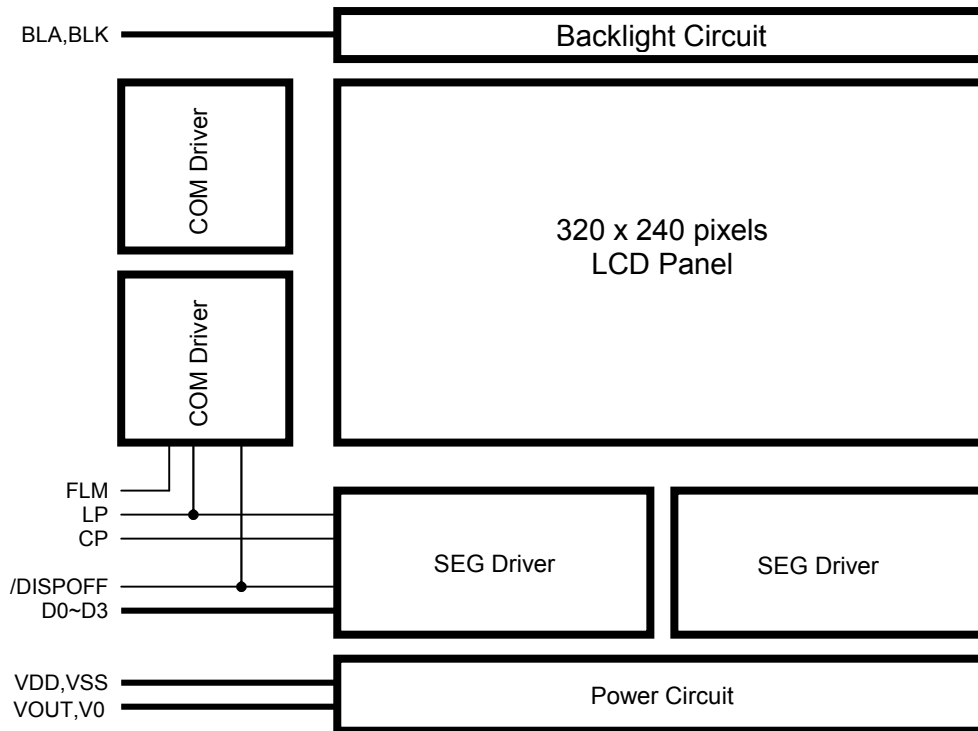 BLA,BLK
Backlight Circuit
COM Driver
320 x 240 pixels
LCD Panel
COM Driver
FLM
LP
CP
/DISPOFF
D0~D3
SEG Driver
SEG Driver
VDD,VSS
VOUT,V0
Power Circuit